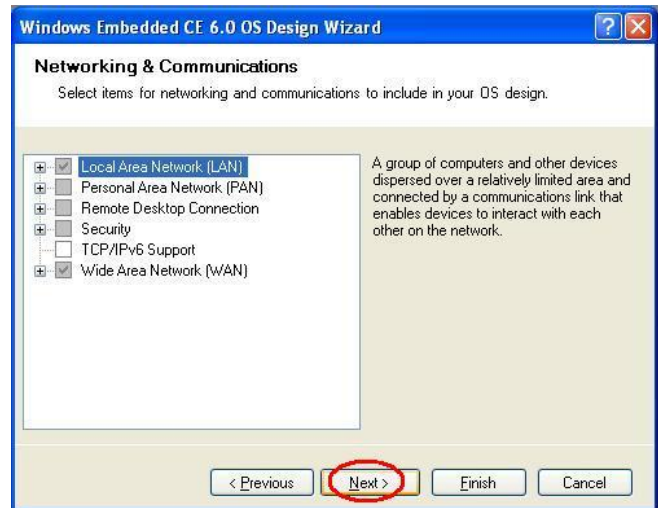 Windows Embedded CE 6.0 OS Design Wizard
Networking & Communications
Select items for networking and communications to include in your OS design.
Local Area Network (LAN)
Personal Area Network (PAN)
Remote Desktop Connection
Security
TCP/IPv6 Support
Wide Area Network (WAN)
A group of computers and other devices
dispersed over a relatively limited area and
connected by a communications link that
enables devices to interact with each
other on the network.
< Previous
Next >
Finish
Cancel